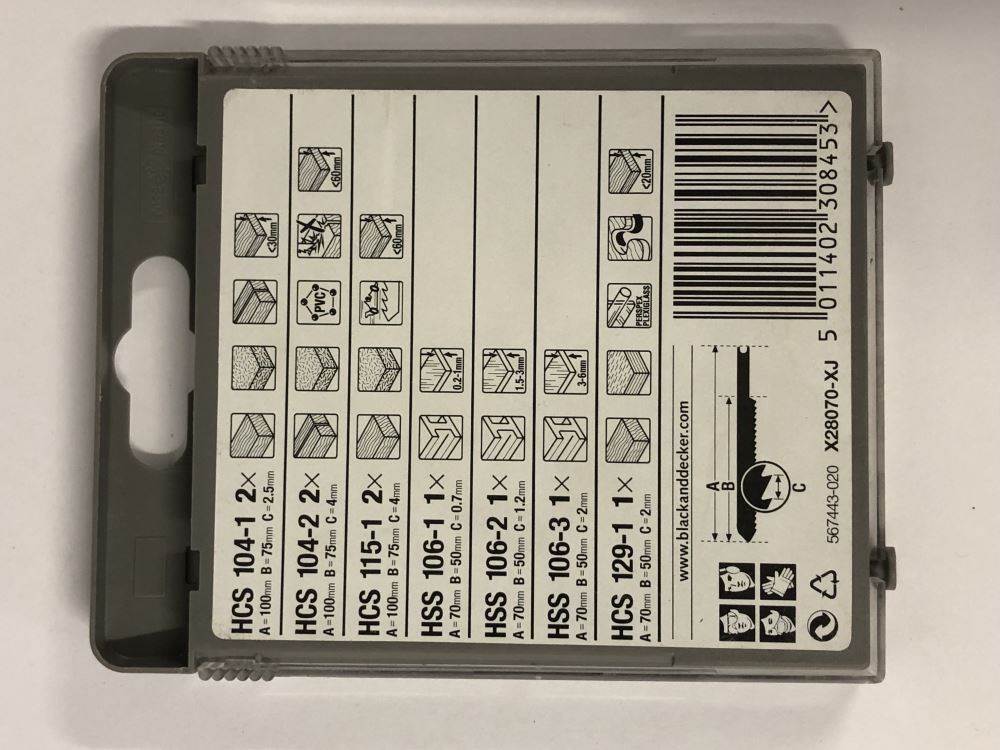 HCS 104-1 2×
A=100mm B=75mm C=2.5mm
<30mm
HCS 104-2 2×
A=100mm B=75mm C=4mm
PVC
<60mm
HCS 115-1 2×
A=100mm B=75mm C=4mm
<60mm
HSS 106-1 1×
A=70mm B=50mm C=0.7mm
0.2-1mm
HSS 106-2 1×
A=70mm B=50mm C=1.2mm
1.5-3mm
HSS 106-3 1×
A=70mm B=50mm C=2mm
3-6mm
HCS 129-1 1×
A=70mm B=50mm C=2mm
PERSPEX
PLEXIGLASS
<20mm
www.blackanddecker.com
A
B
C
567443-020 X28070-XJ
5 011402 308453 >